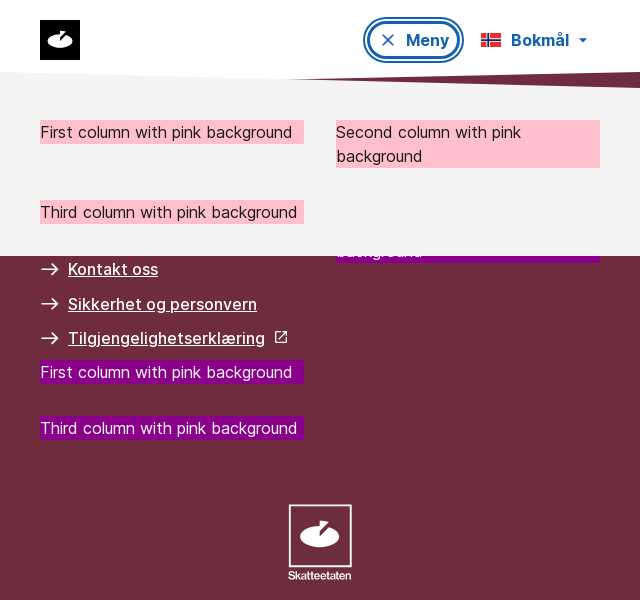 Meny
Bokmål
First column with pink background
Second column with pink
background
Third column with pink background
background
Kontakt oss
Sikkerhet og personvern
Tilgjengelighetserklæring
First column with pink background
Third column with pink background
Skatteetaten